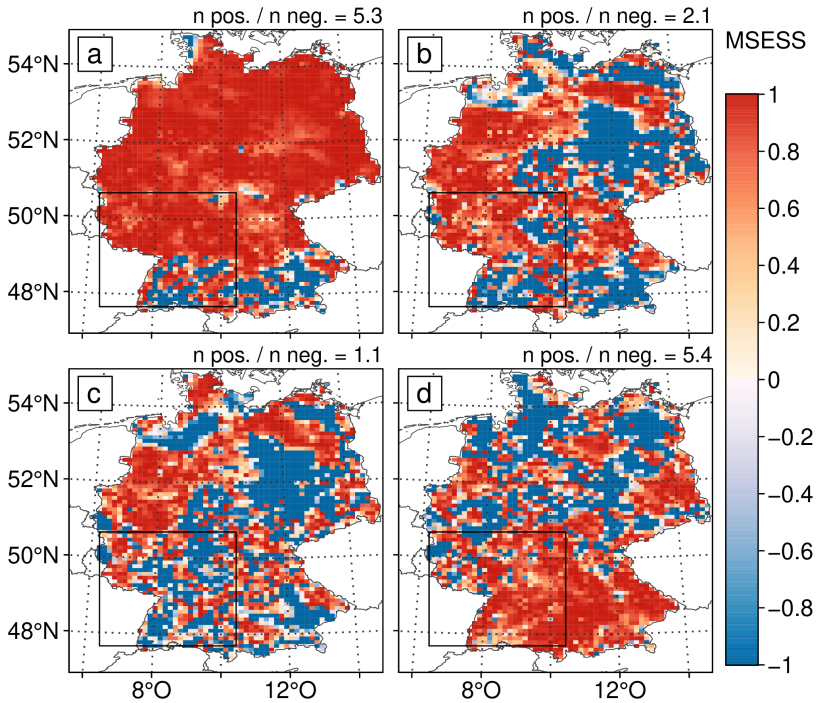 n pos. / n neg. = 5.3
n pos. / n neg. = 2.1
MSESS
a
b
54°N
52°N
50°N
48°N
n pos. / n neg. = 1.1
n pos. / n neg. = 5.4
c
d
54°N
52°N
50°N
48°N
8°O
12°O
8°O
12°O
1
0.8
0.6
0.4
0.2
0
−0.2
−0.4
−0.6
−0.8
−1